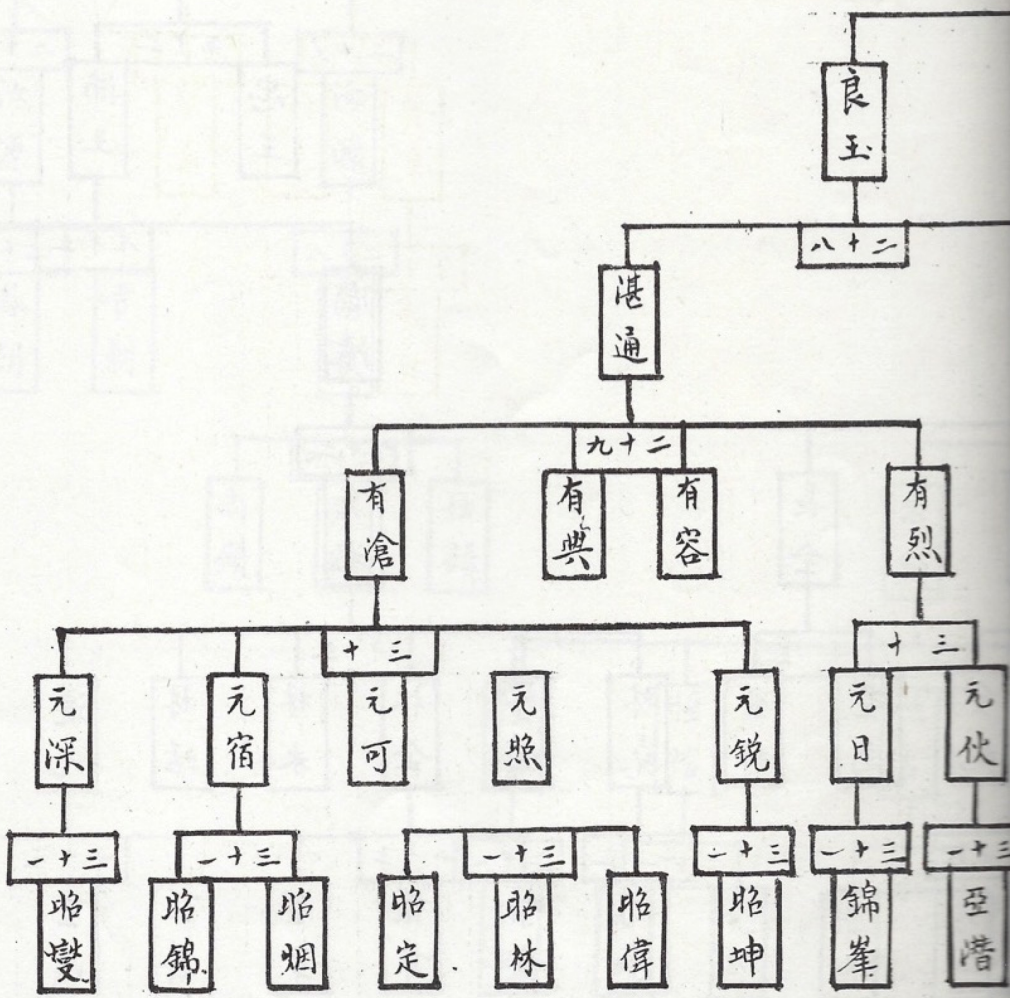 良玉
二十八
湛通
二十九
有烈
有容
有興
有滄
三十
三十
元伙
元日
元銳
元照
元可
元宿
元深
三十一
三十一
三十一
三十一
三十一
三十一
亞潛
錦峯
昭坤
昭偉
昭林
昭定
昭
昭錦
昭燮